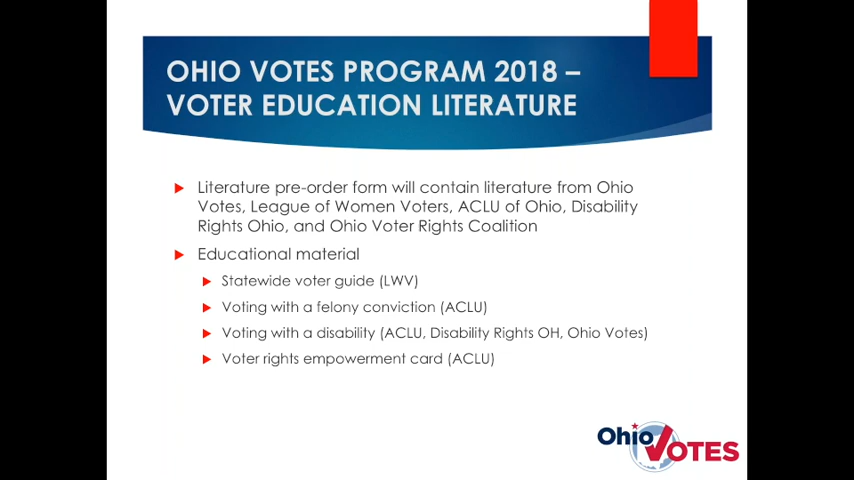 OHIO VOTES PROGRAM 2018 –
VOTER EDUCATION LITERATURE
Literature pre-order form will contain literature from Ohio
Votes, League of Women Voters, ACLU of Ohio, Disability
Rights Ohio, and Ohio Voter Rights Coalition
Educational material
Statewide voter guide (LWV)
Voting with a felony conviction (ACLU)
Voting with a disability (ACLU, Disability Rights OH, Ohio Votes)
Voter rights empowerment card (ACLU)
Ohio VOTES